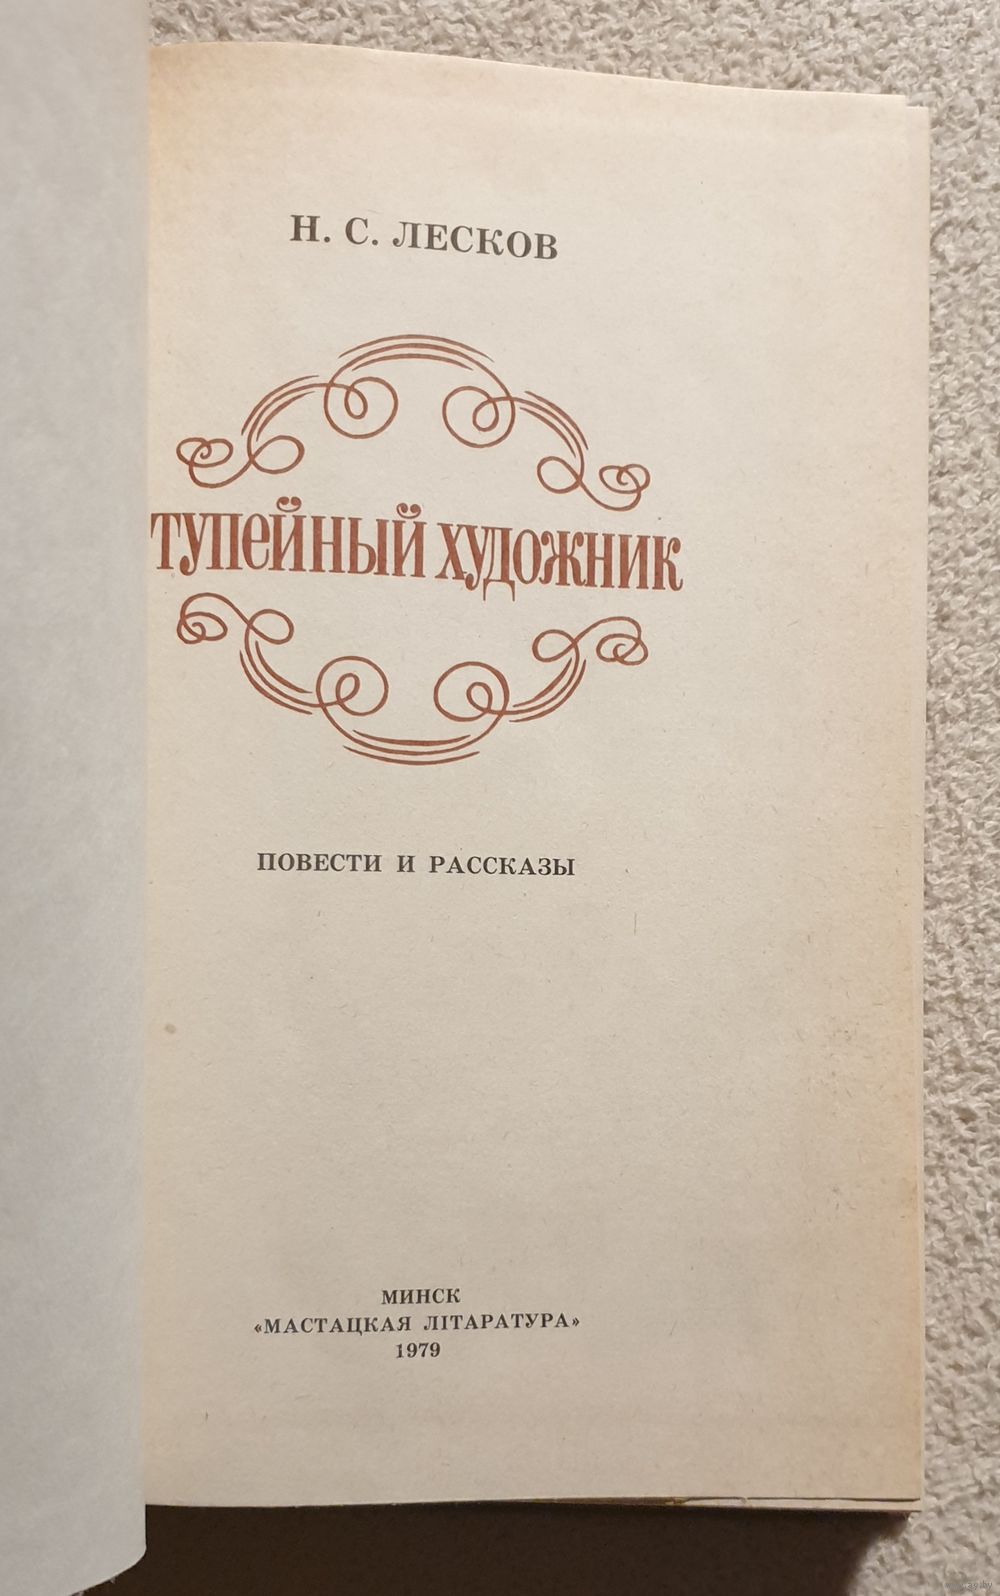 Н. С. ЛЕСКОВ
ТУПЕЙНЫЙ ХУДОЖНИК
ПОВЕСТИ И РАССКАЗЫ
МИНСК
«МАСТАЦКАЯ ЛІТАРАТУРА»
1979